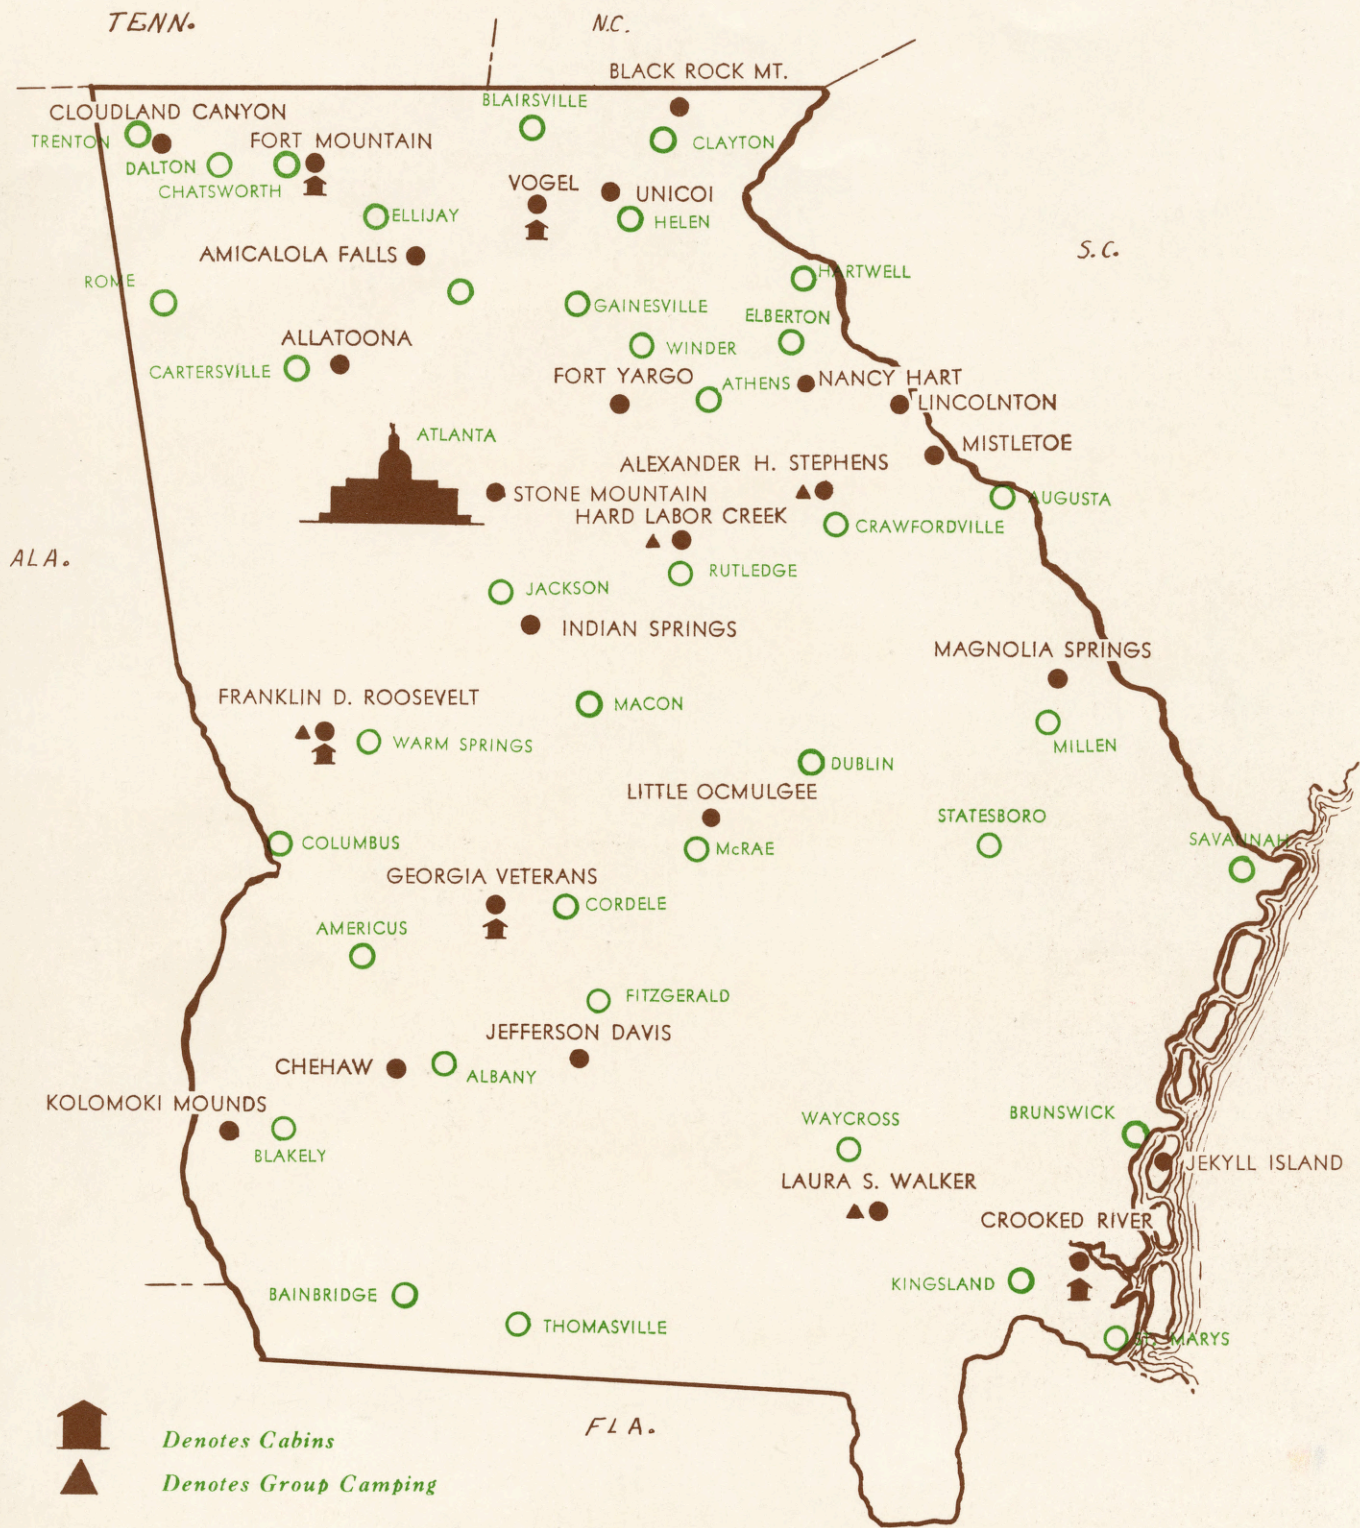 TENN.
N.C.
BLACK ROCK MT.
BLAIRSVILLE
CLOUDLAND CANYON
TRENTON
FORT MOUNTAIN
CLAYTON
DALTON
CHATSWORTH
VOGEL
UNICOI
ELLIJAY
HELEN
AMICALOLA FALLS
S.C.
ROME
HARTWELL
GAINESVILLE
ELBERTON
ALLATOONA
WINDER
CARTERSVILLE
FORT YARGO
ATHENS
NANCY HART
LINCOLNTON
ATLANTA
MISTLETOE
ALEXANDER H. STEPHENS
STONE MOUNTAIN
AUGUSTA
HARD LABOR CREEK
CRAWFORDVILLE
ALA.
RUTLEDGE
JACKSON
INDIAN SPRINGS
MAGNOLIA SPRINGS
FRANKLIN D. ROOSEVELT
MACON
WARM SPRINGS
MILLEN
DUBLIN
LITTLE OCMULGEE
STATESBORO
SAVANNAH
COLUMBUS
McRAE
GEORGIA VETERANS
CORDELE
AMERICUS
FITZGERALD
JEFFERSON DAVIS
CHEHAW
ALBANY
KOLOMOKI MOUNDS
BRUNSWICK
WAYCROSS
BLAKELY
JEKYLL ISLAND
LAURA S. WALKER
CROOKED RIVER
KINGSLAND
BAINBRIDGE
THOMASVILLE
ST. MARYS
FLA.
Denotes Cabins
Denotes Group Camping